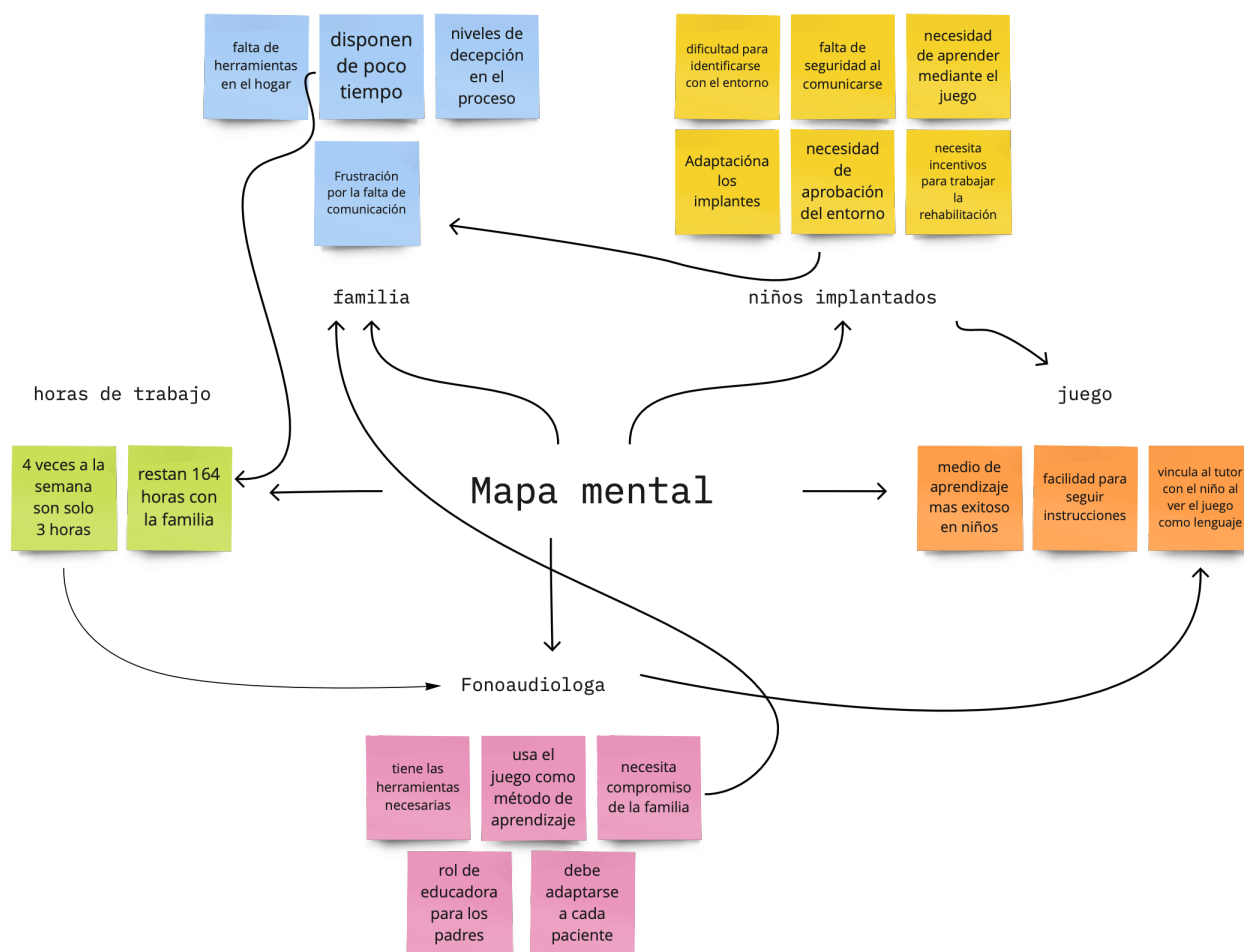 falta de
herramientas
en el hogar
disponen
de poco
tiempo
niveles de
decepción
en el
proceso
Frustración
por la falta de
comunicación
familia
dificultad para
identificarse
con el entorno
falta de
seguridad al
comunicarse
necesidad
de aprender
mediante el
juego
Adaptacióna
los
implantes
necesidad
de
aprobación
del entorno
necesita
incentivos
para trabajar
la
rehabilitación
niños implantados
horas de trabajo
4 veces a la
semana
son solo
3 horas
restan 164
horas con
la familia
Mapa mental
juego
medio de
aprendizaje
mas exitoso
en niños
facilidad para
seguir
instrucciones
vincula al tutor
con el niño al
ver el juego
como lenguaje
Fonoaudiologa
tiene las
herramientas
necesarias
usa el
juego como
método de
aprendizaje
necesita
compromiso
de la familia
rol de
educadora
para los
padres
debe
adaptarse
a cada
paciente